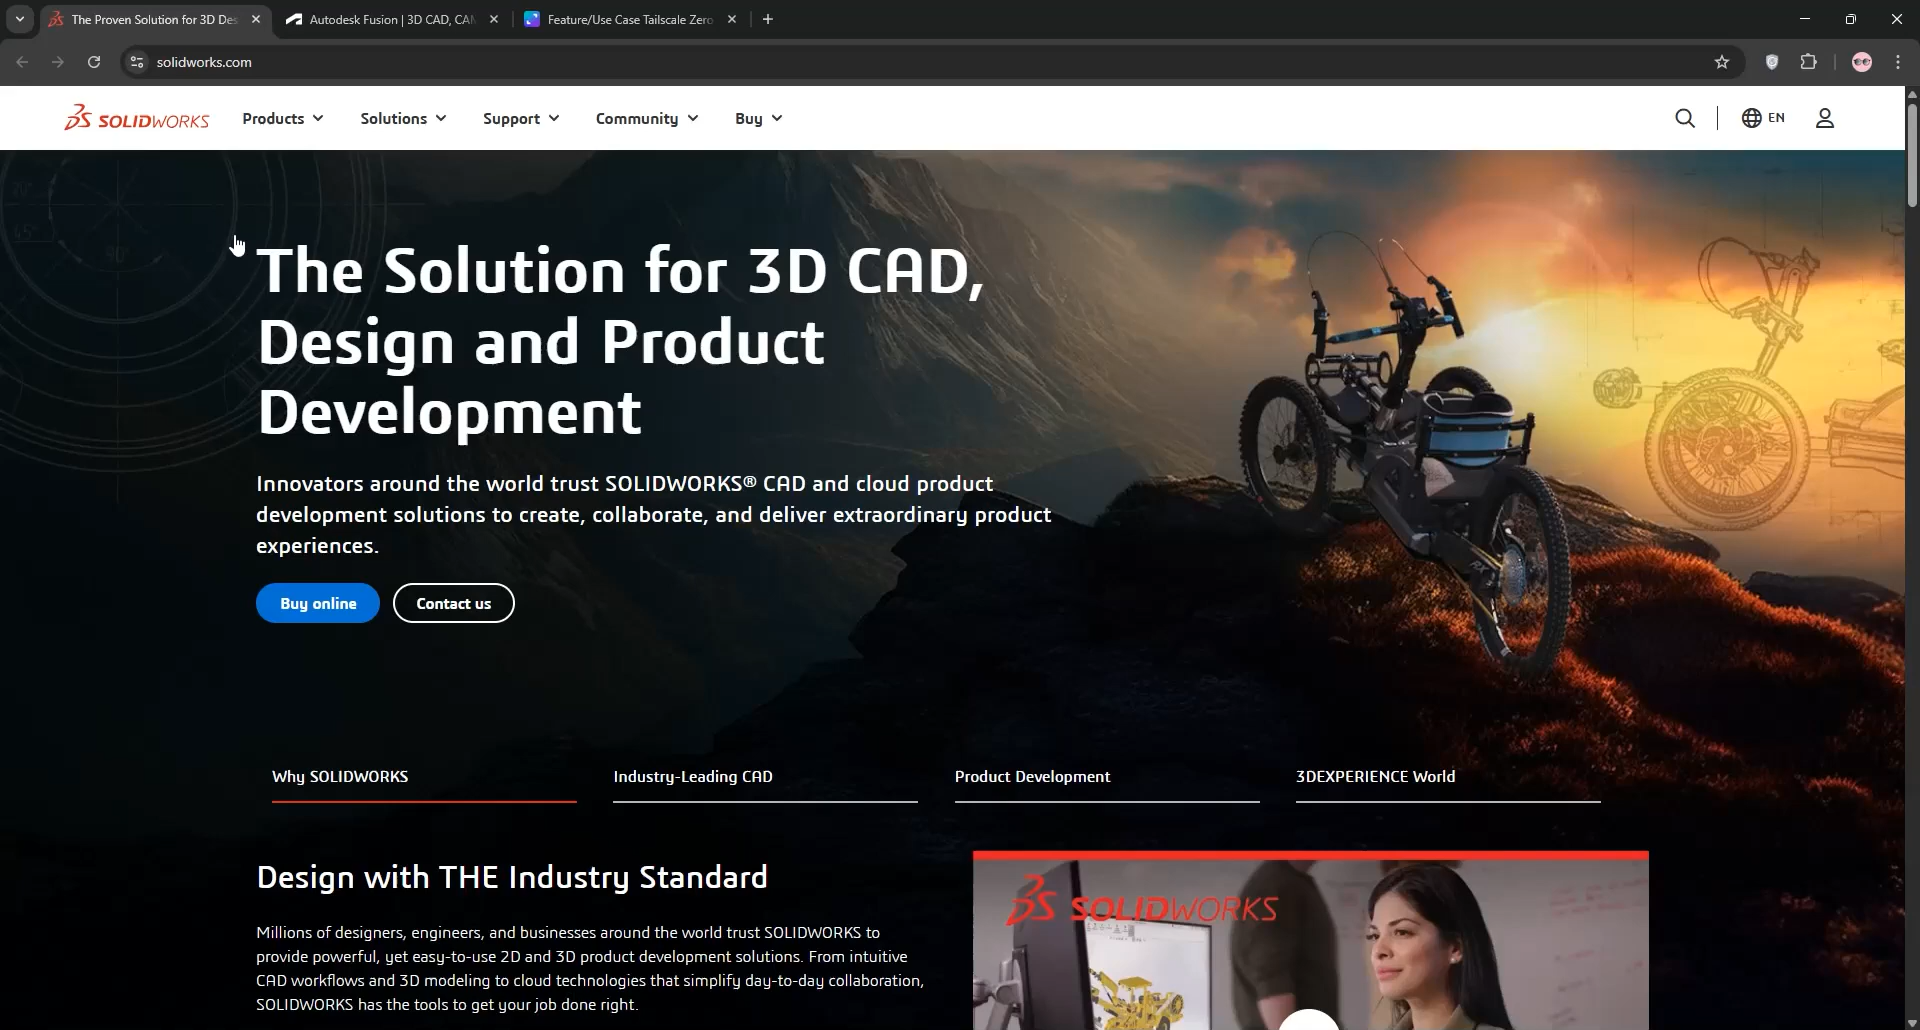 The Proven Solution for 3D Des
Autodesk Fusion | 3D CAD, CAM
Feature/Use Case Tailscale Zero
solidworks.com
SOLIDWORKS
Products
Solutions
Support
Community
Buy
EN
The Solution for 3D CAD,
Design and Product
Development
Innovators around the world trust SOLIDWORKS® CAD and cloud product
development solutions to create, collaborate, and deliver extraordinary product
experiences.
Buy online
Contact us
Why SOLIDWORKS
Industry-Leading CAD
Product Development
3DEXPERIENCE World
Design with THE Industry Standard
Millions of designers, engineers, and businesses around the world trust SOLIDWORKS to
provide powerful, yet easy-to-use 2D and 3D product development solutions. From intuitive
CAD workflows and 3D modeling to cloud technologies that simplify day-to-day collaboration,
SOLIDWORKS has the tools to get your job done right.
SOLIDWORKS